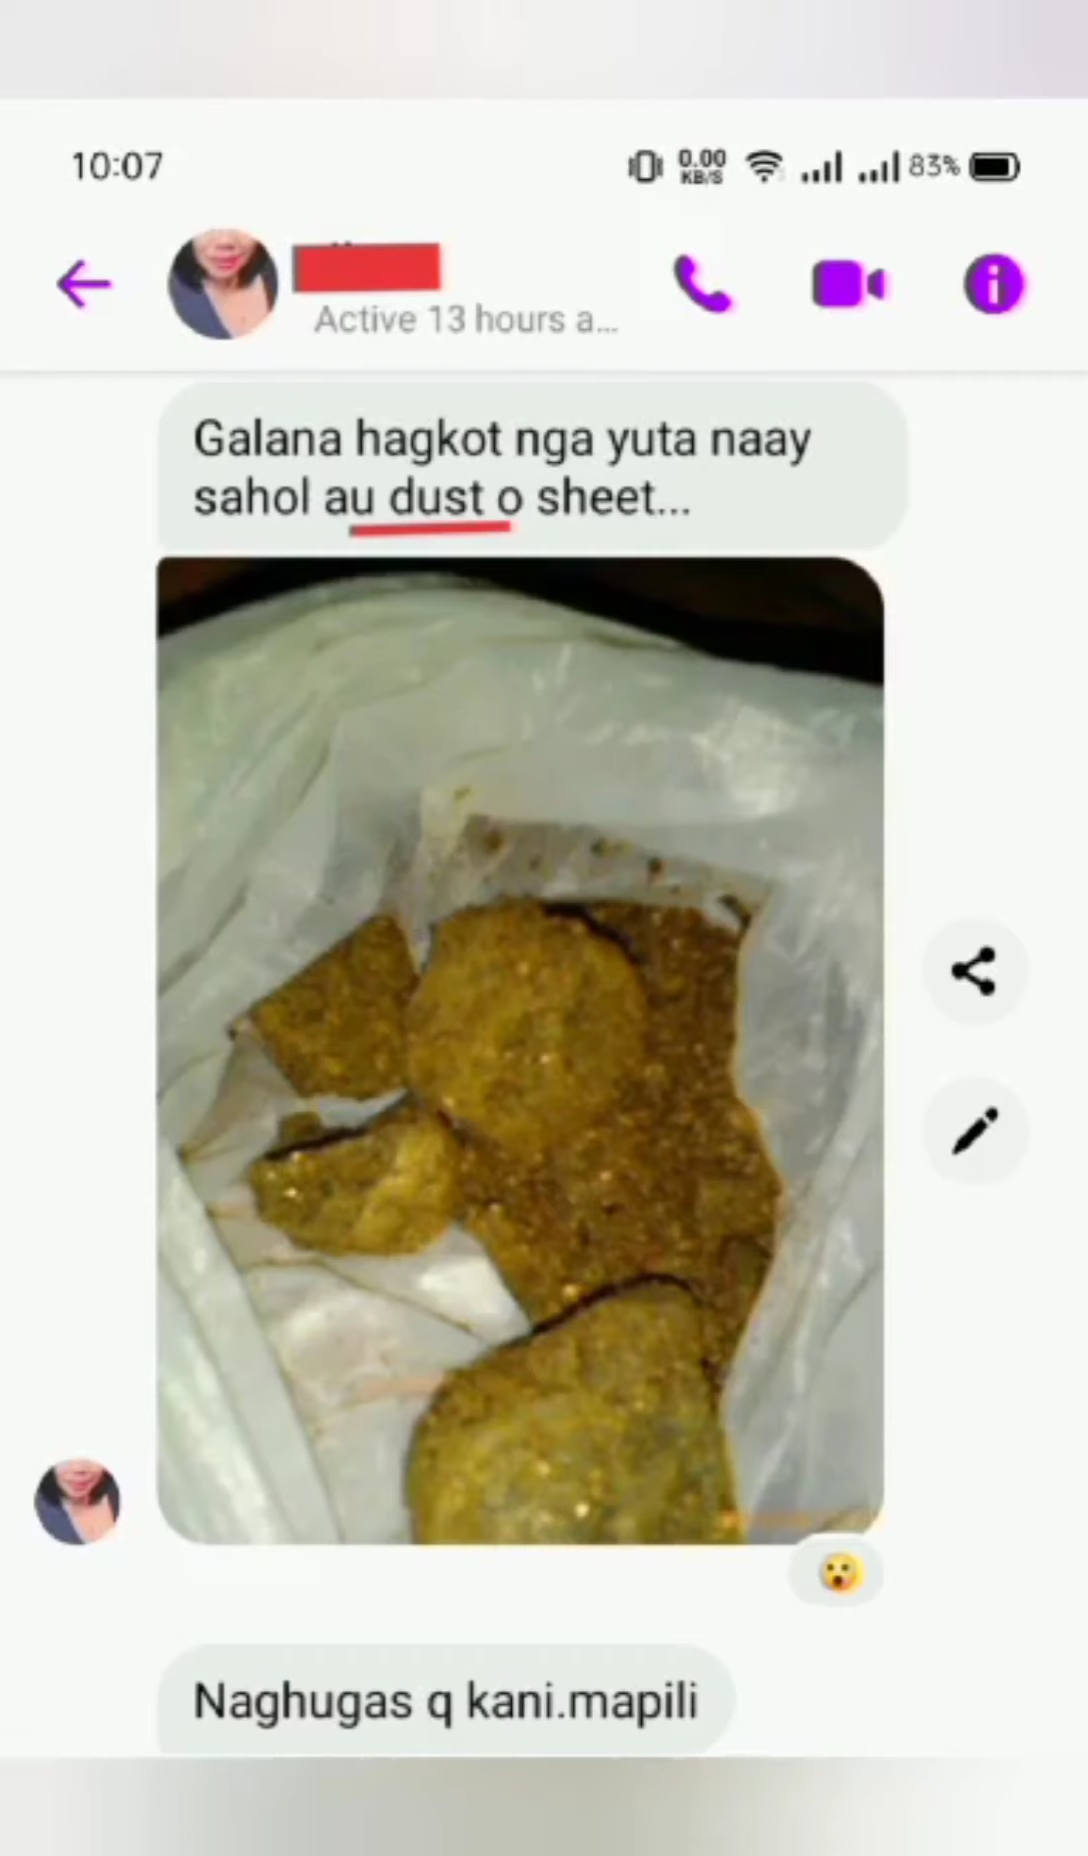 10:07
0.00
KB/S
83%
Active 13 hours a...
Galana hagkot nga yuta naay
sahol au dust o sheet...
Naghugas q kani.mapili